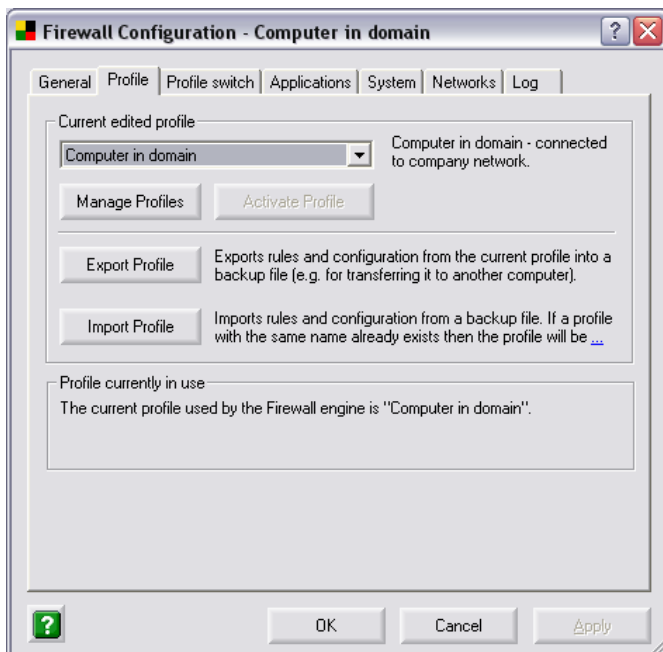 Firewall Configuration - Computer in domain
General Profile Profile switch Applications System Networks Log
Current edited profile
Computer in domain
Computer in domain - connected
to company network.
Manage Profiles
Activate Profile
Export Profile
Exports rules and configuration from the current profile into a
backup file (e.g. for transferring it to another computer).
Import Profile
Imports rules and configuration from a backup file. If a profile
with the same name already exists then the profile will be ...
Profile currently in use
The current profile used by the Firewall engine is "Computer in domain".
OK Cancel Apply